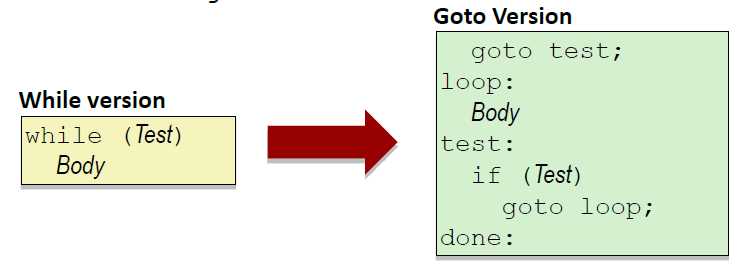 While version
while (Test)
Body
Goto Version
goto test;
loop:
Body
test:
if (Test)
goto loop;
done: